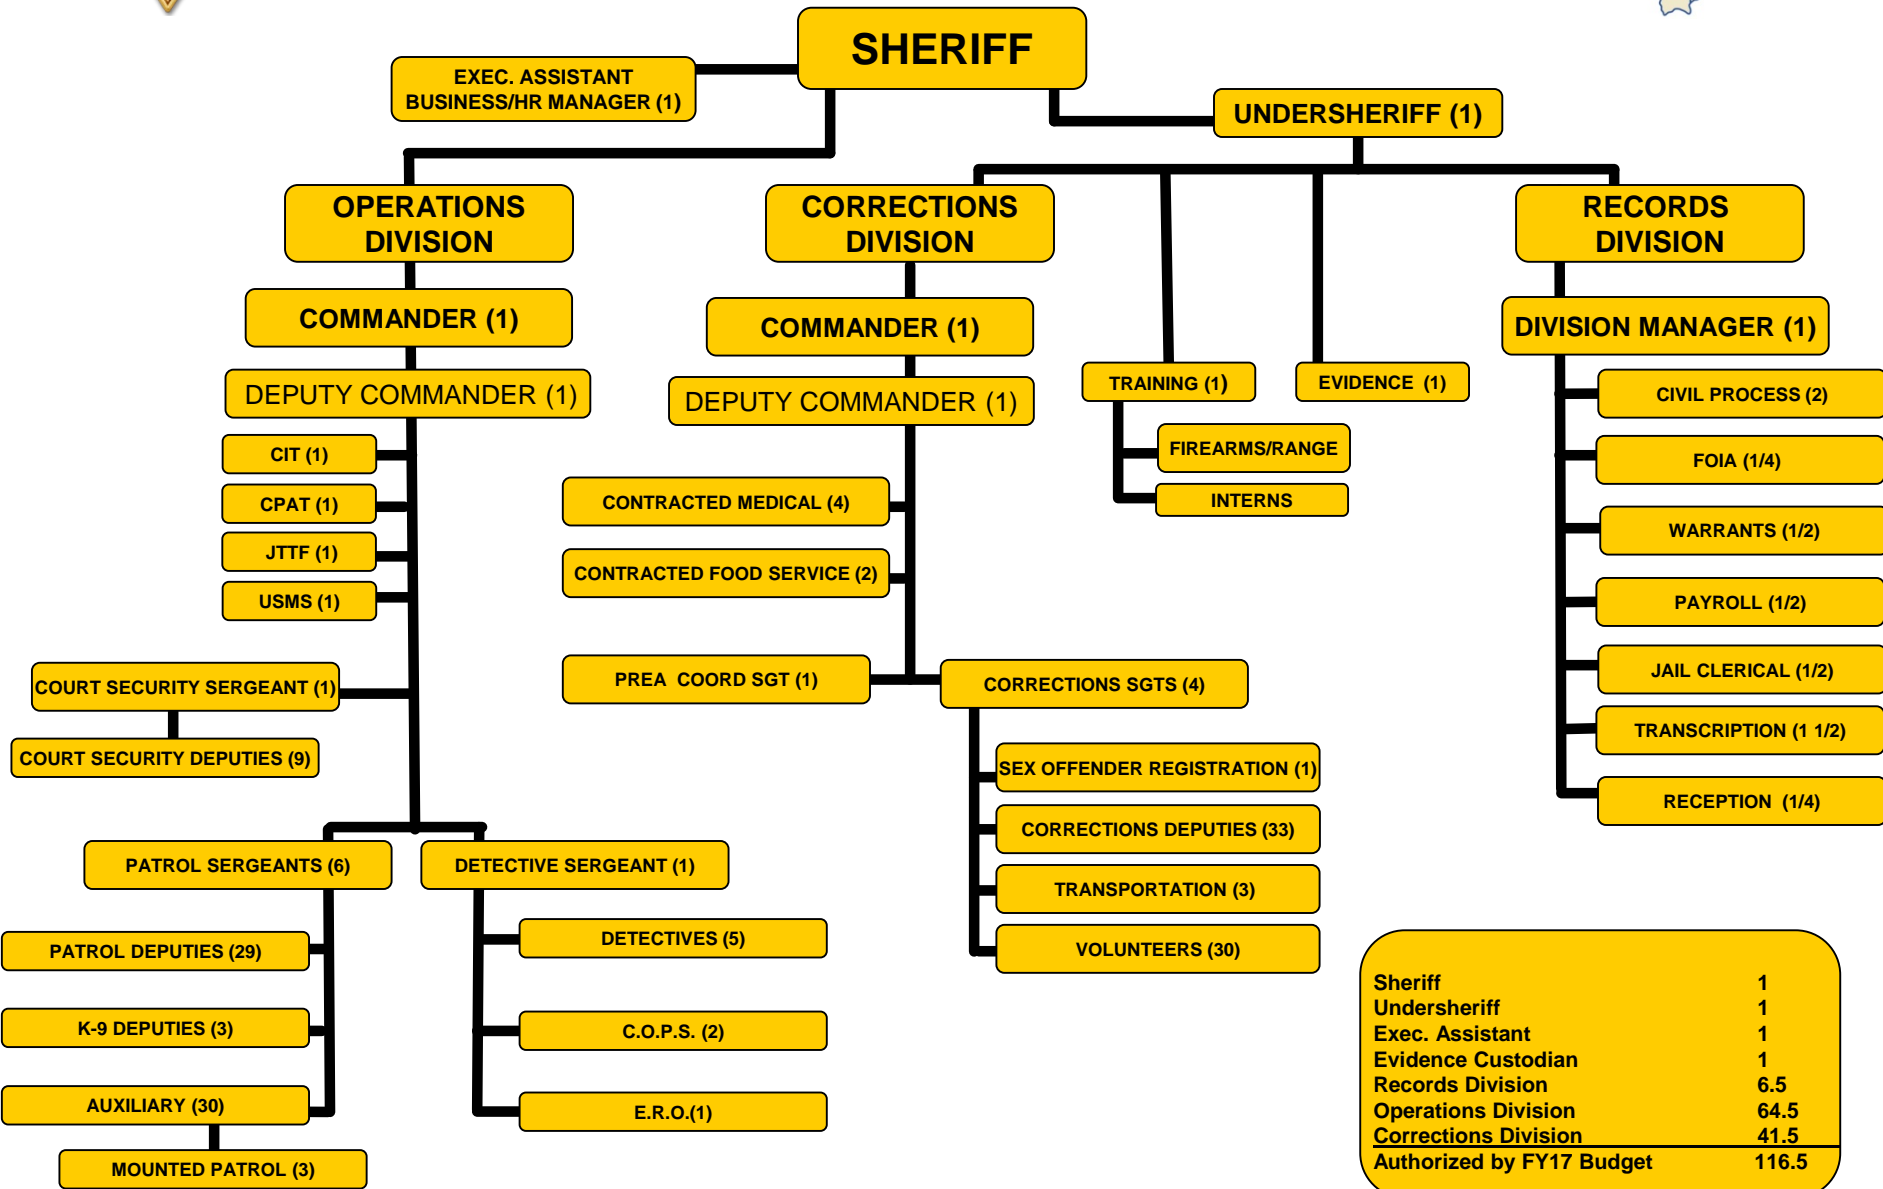 SHERIFF
EXEC. ASSISTANT
BUSINESS/HR MANAGER (1)
UNDERSHERIFF (1)
OPERATIONS
DIVISION
CORRECTIONS
DIVISION
RECORDS
DIVISION
COMMANDER (1)
COMMANDER (1)
DIVISION MANAGER (1)
DEPUTY COMMANDER (1)
DEPUTY COMMANDER (1)
TRAINING (1)
EVIDENCE (1)
CIVIL PROCESS (2)
CIT (1)
FIREARMS/RANGE
FOIA (1/4)
CPAT (1)
CONTRACTED MEDICAL (4)
INTERNS
WARRANTS (1/2)
JTTF (1)
CONTRACTED FOOD SERVICE (2)
USMS (1)
PAYROLL (1/2)
COURT SECURITY SERGEANT (1)
PREA COORD SGT (1)
CORRECTIONS SGTS (4)
JAIL CLERICAL (1/2)
COURT SECURITY DEPUTIES (9)
TRANSCRIPTION (1 1/2)
SEX OFFENDER REGISTRATION (1)
RECEPTION (1/4)
CORRECTIONS DEPUTIES (33)
PATROL SERGEANTS (6)
DETECTIVE SERGEANT (1)
TRANSPORTATION (3)
PATROL DEPUTIES (29)
DETECTIVES (5)
VOLUNTEERS (30)
K-9 DEPUTIES (3)
C.O.P.S. (2)
AUXILIARY (30)
E.R.O.(1)
MOUNTED PATROL (3)
Sheriff 1
Undersheriff 1
Exec. Assistant 1
Evidence Custodian 1
Records Division 6.5
Operations Division 64.5
Corrections Division 41.5
Authorized by FY17 Budget 116.5